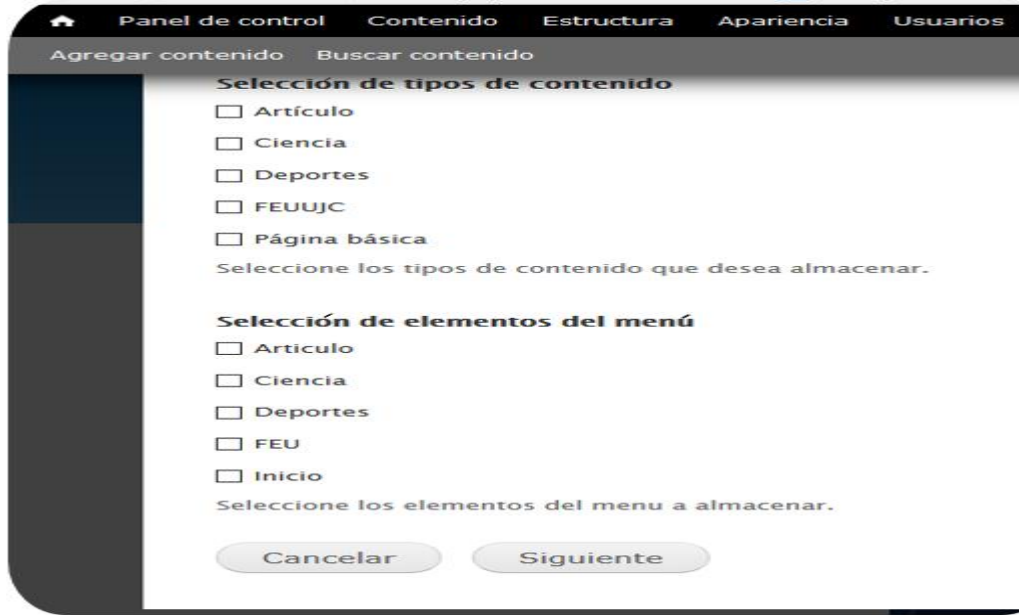 Panel de control Contenido Estructura Apariencia Usuarios
Agregar contenido Buscar contenido
Selección de tipos de contenido
Artículo
Ciencia
Deportes
FEUUJC
Página básica
Seleccione los tipos de contenido que desea almacenar.
Selección de elementos del menú
Articulo
Ciencia
Deportes
FEU
Inicio
Seleccione los elementos del menu a almacenar.
Cancelar Siguiente